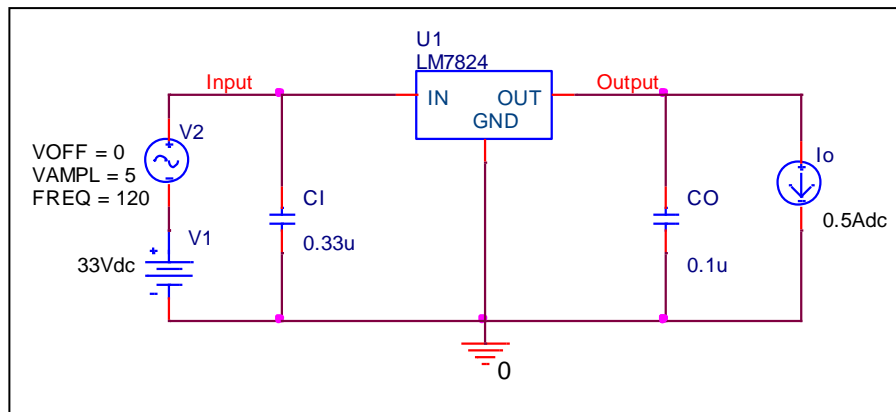 U1
LM7824
Input
Output
IN
OUT
GND
V2
VOFF = 0
VAMPL = 5
FREQ = 120
Io
CI
CO
V1
0.5Adc
0.33u
0.1u
33Vdc
0